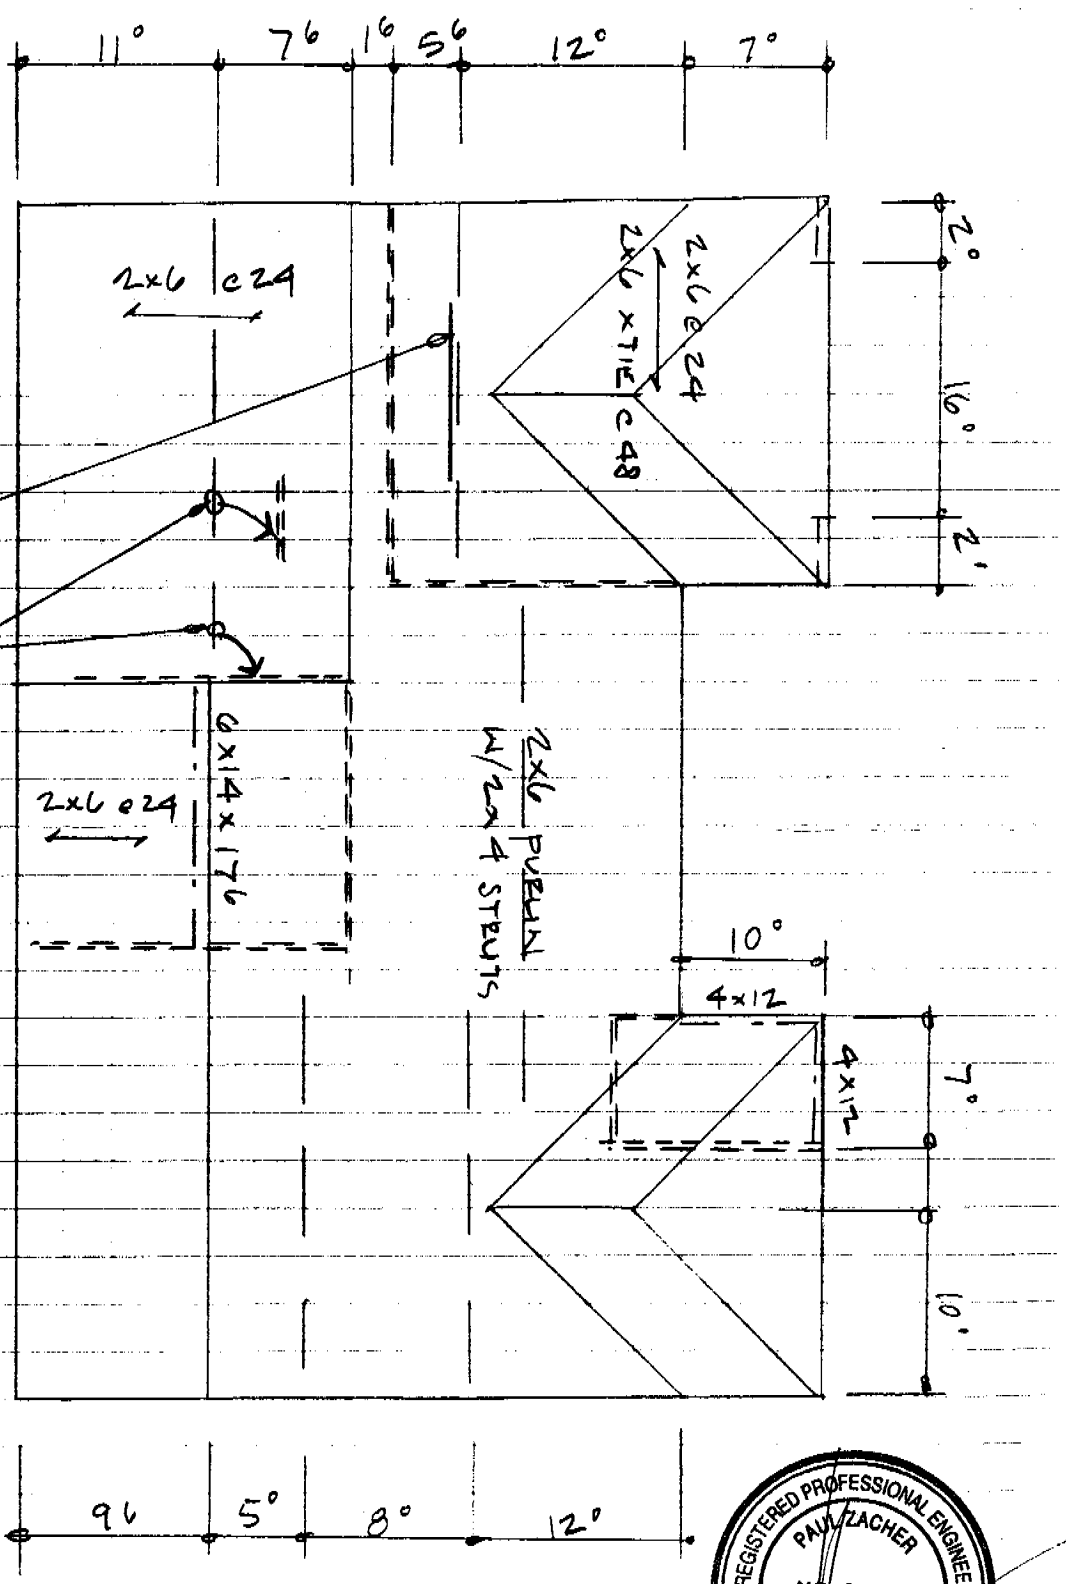 11° 7⁶ 1⁶ 5⁶ 12° 7°
2°
2x6 @ 24
2x6 @ 24
2x6 xTIE @ 48
16°
2'
6x14x176
2x6 @ 24
2x6 PURLIN
W/2x4 STRUTS
10°
4x12
4x12
7°
10'
9⁶ 5° 8° 12°
REGISTERED PROFESSIONAL ENGINEE
PAUL ZACHER